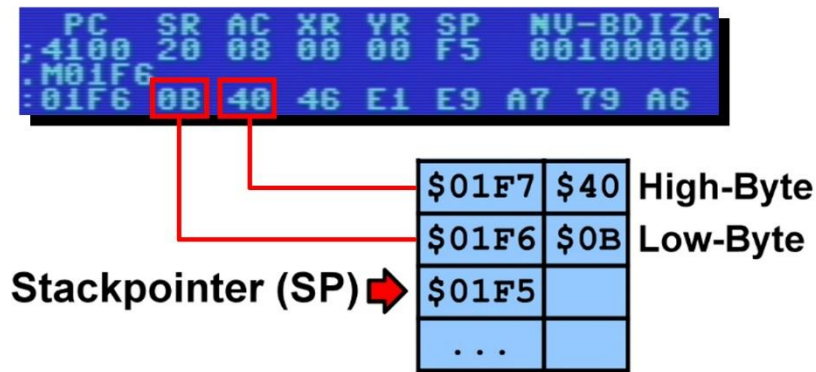 PC SR AC XR YR SP NV-BDIZC
;4100 20 08 00 00 F5 00100000
.M01F6
:01F6 0B 40 46 E1 E9 A7 79 A6
$01F7 $40 High-Byte
$01F6 $0B Low-Byte
Stackpointer (SP) $01F5
...